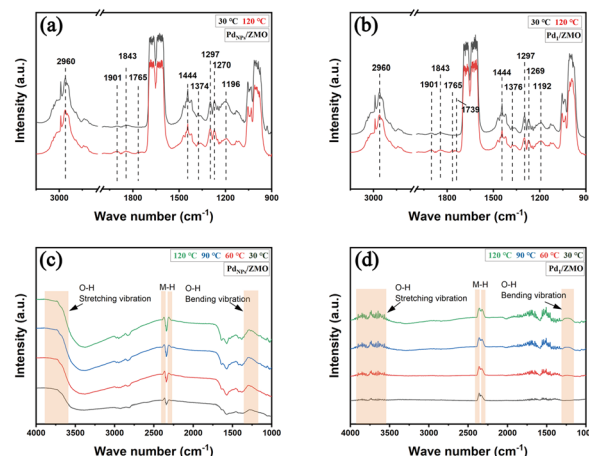 (a)
30 ℃ 120 ℃
Pd_NPs/ZMO
2960
1901
1843
1765
1444
1374
1297
1270
1196
Intensity (a.u.)
3000 1800 1500 1200 900
Wave number (cm⁻¹)
(b)
30 ℃ 120 ℃
Pd₁/ZMO
2960
1901
1843
1765
1739
1444
1376
1297
1269
1192
Intensity (a.u.)
3000 1800 1500 1200 900
Wave number (cm⁻¹)
(c)
120 ℃ 90 ℃ 60 ℃ 30 ℃
Pd_NPs/ZMO
O-H
Stretching vibration
M-H
O-H
Bending vibration
Intensity (a.u.)
4000 3500 3000 2500 2000 1500 1000
Wave number (cm⁻¹)
(d)
120 ℃ 90 ℃ 60 ℃ 30 ℃
Pd₁/ZMO
O-H
Stretching vibration
M-H
O-H
Bending vibration
Intensity (a.u.)
4000 3500 3000 2500 2000 1500 1000
Wave number (cm⁻¹)